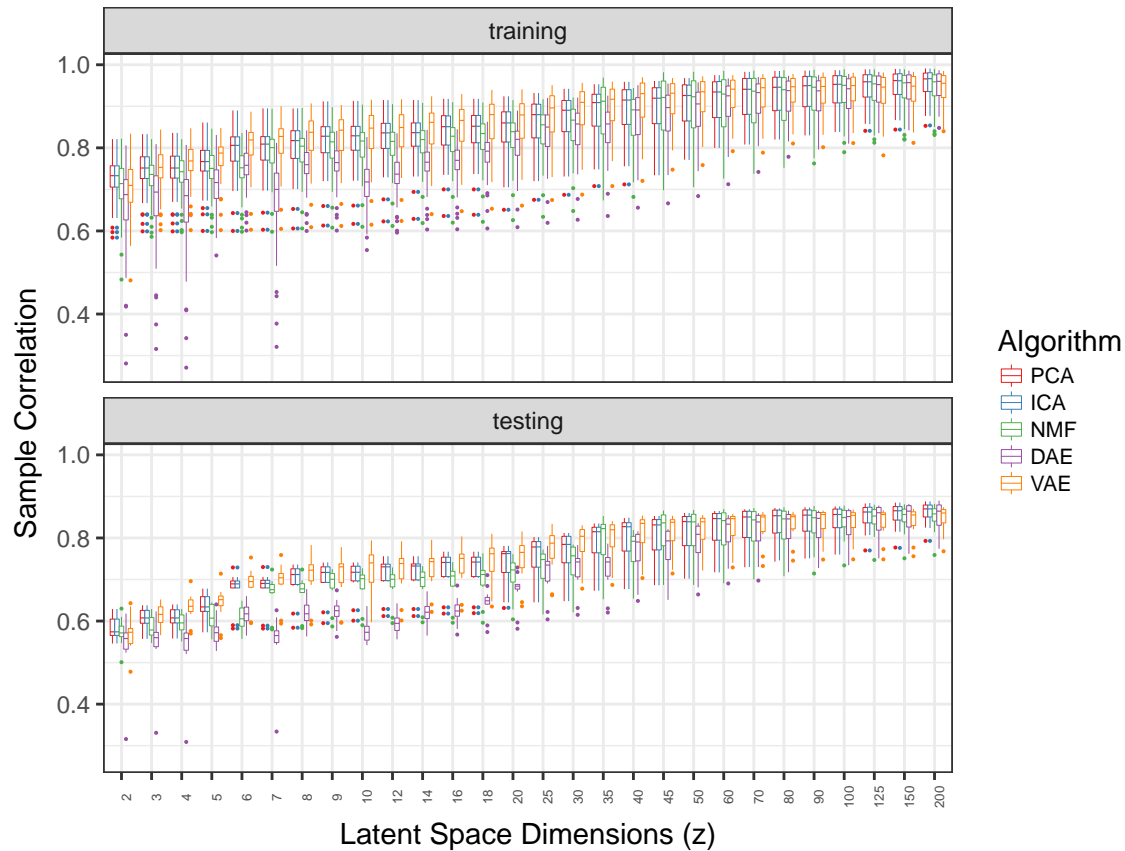 training
1.0
0.8
0.6
0.4
testing
1.0
0.8
0.6
0.4
Sample Correlation
2 3 4 5 6 7 8 9 10 12 14 16 18 20 25 30 35 40 45 50 60 70 80 90 100 125 150 200
Latent Space Dimensions (z)
Algorithm
PCA
ICA
NMF
DAE
VAE